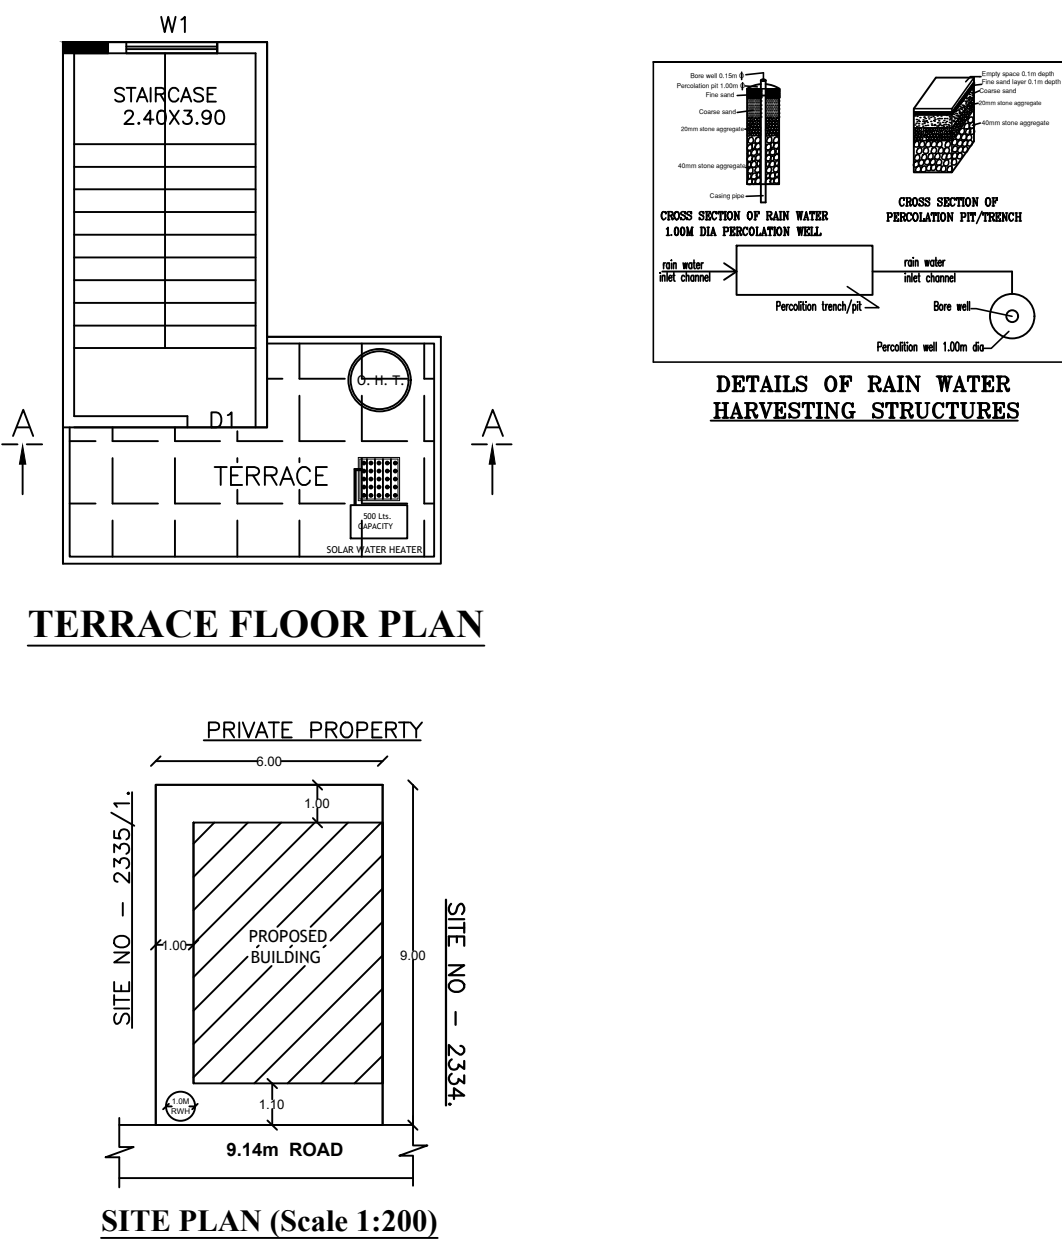 W1
STAIRCASE
2.40X3.90
O. H. T.
D1
A
A
TERRACE
500 Lts.
CAPACITY
SOLAR WATER HEATER
TERRACE FLOOR PLAN
Bore well 0.15m ϕ
Percolation pit 1.00m ϕ
Fine sand
Coarse sand
20mm stone aggregate
40mm stone aggregate
Casing pipe
CROSS SECTION OF RAIN WATER
1.00M DIA PERCOLATION WELL
Empty space 0.1m depth
Fine sand layer 0.1m depth
Coarse sand
20mm stone aggregate
40mm stone aggregate
CROSS SECTION OF
PERCOLATION PIT/TRENCH
rain water
inlet channel
Percolition trench/pit
rain water
inlet channel
Bore well
Percolition well 1.00m dia
DETAILS OF RAIN WATER
HARVESTING STRUCTURES
PRIVATE PROPERTY
6.00
1.00
SITE NO - 2335/1.
1.00
PROPOSED
BUILDING
9.00
SITE NO - 2334.
1.0M
RWH
1.10
9.14m ROAD
SITE PLAN (Scale 1:200)